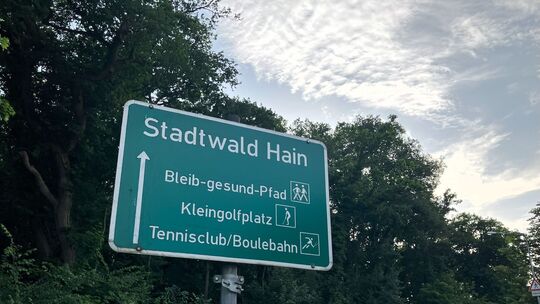 Stadtwald Hain
Bleib-gesund-Pfad
Kleingolfplatz
Tennisclub/Boulebahn